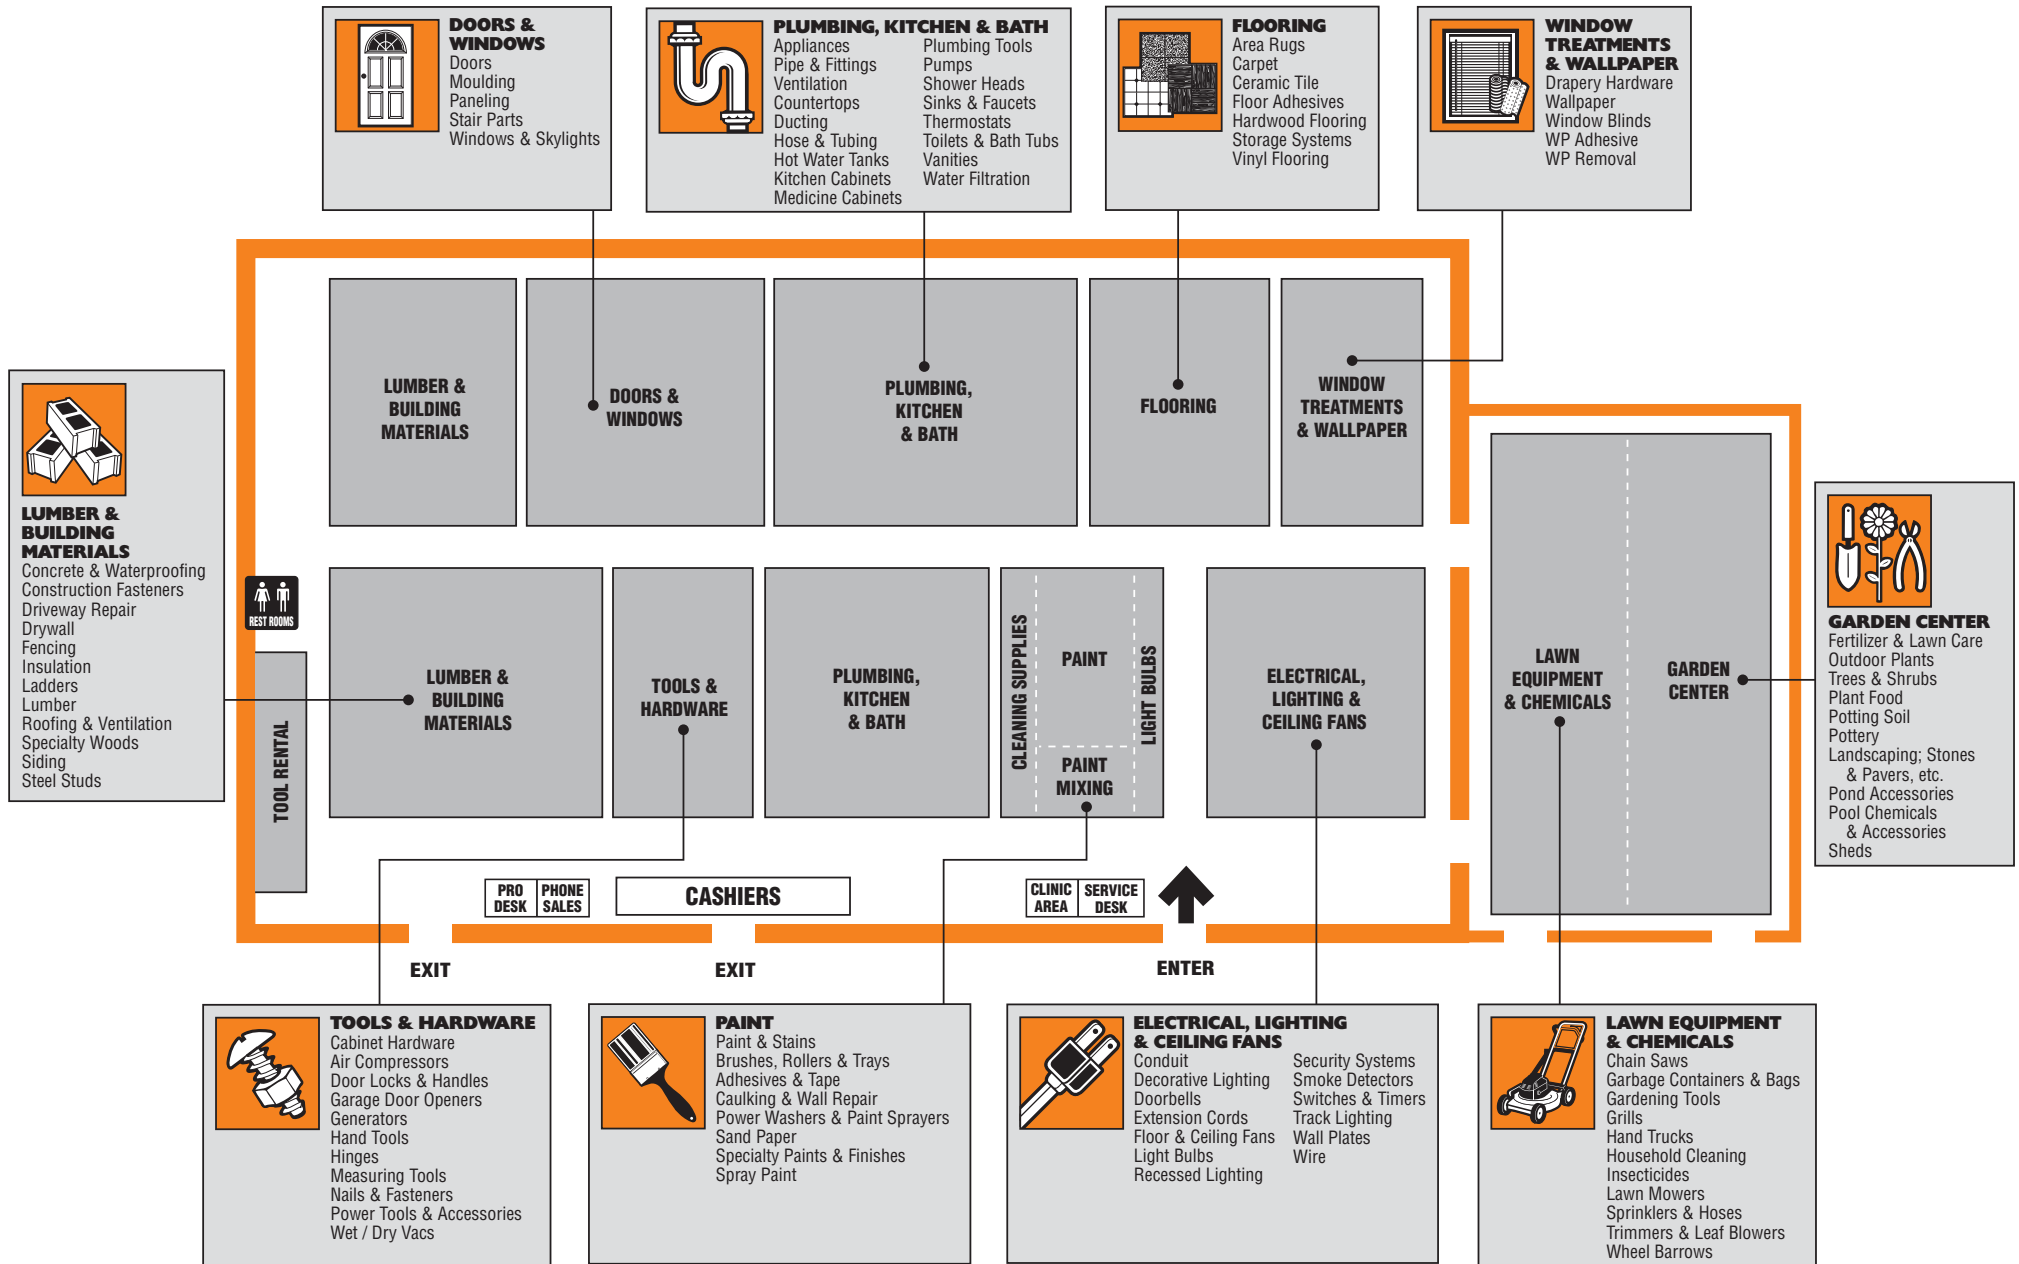 DOORS &
WINDOWS
Doors
Moulding
Paneling
Stair Parts
Windows & Skylights
PLUMBING, KITCHEN & BATH
Appliances
Pipe & Fittings
Ventilation
Countertops
Ducting
Hose & Tubing
Hot Water Tanks
Kitchen Cabinets
Medicine Cabinets
Plumbing Tools
Pumps
Shower Heads
Sinks & Faucets
Thermostats
Toilets & Bath Tubs
Vanities
Water Filtration
FLOORING
Area Rugs
Carpet
Ceramic Tile
Floor Adhesives
Hardwood Flooring
Storage Systems
Vinyl Flooring
WINDOW
TREATMENTS
& WALLPAPER
Drapery Hardware
Wallpaper
Window Blinds
WP Adhesive
WP Removal
LUMBER &
BUILDING
MATERIALS
DOORS &
WINDOWS
PLUMBING,
KITCHEN
& BATH
FLOORING
WINDOW
TREATMENTS
& WALLPAPER
LUMBER &
BUILDING
MATERIALS
Concrete & Waterproofing
Construction Fasteners
Driveway Repair
Drywall
Fencing
Insulation
Ladders
Lumber
Roofing & Ventilation
Specialty Woods
Siding
Steel Studs
REST ROOMS
TOOL RENTAL
LUMBER &
BUILDING
MATERIALS
TOOLS &
HARDWARE
PLUMBING,
KITCHEN
& BATH
CLEANING SUPPLIES
PAINT
PAINT
MIXING
LIGHT BULBS
ELECTRICAL,
LIGHTING &
CEILING FANS
LAWN
EQUIPMENT
& CHEMICALS
GARDEN
CENTER
GARDEN CENTER
Fertilizer & Lawn Care
Outdoor Plants
Trees & Shrubs
Plant Food
Potting Soil
Pottery
Landscaping; Stones
& Pavers, etc.
Pond Accessories
Pool Chemicals
& Accessories
Sheds
PRO
DESK
PHONE
SALES
CASHIERS
CLINIC
AREA
SERVICE
DESK
EXIT
EXIT
ENTER
TOOLS & HARDWARE
Cabinet Hardware
Air Compressors
Door Locks & Handles
Garage Door Openers
Generators
Hand Tools
Hinges
Measuring Tools
Nails & Fasteners
Power Tools & Accessories
Wet / Dry Vacs
PAINT
Paint & Stains
Brushes, Rollers & Trays
Adhesives & Tape
Caulking & Wall Repair
Power Washers & Paint Sprayers
Sand Paper
Specialty Paints & Finishes
Spray Paint
ELECTRICAL, LIGHTING
& CEILING FANS
Conduit
Decorative Lighting
Doorbells
Extension Cords
Floor & Ceiling Fans
Light Bulbs
Recessed Lighting
Security Systems
Smoke Detectors
Switches & Timers
Track Lighting
Wall Plates
Wire
LAWN EQUIPMENT
& CHEMICALS
Chain Saws
Garbage Containers & Bags
Gardening Tools
Grills
Hand Trucks
Household Cleaning
Insecticides
Lawn Mowers
Sprinklers & Hoses
Trimmers & Leaf Blowers
Wheel Barrows